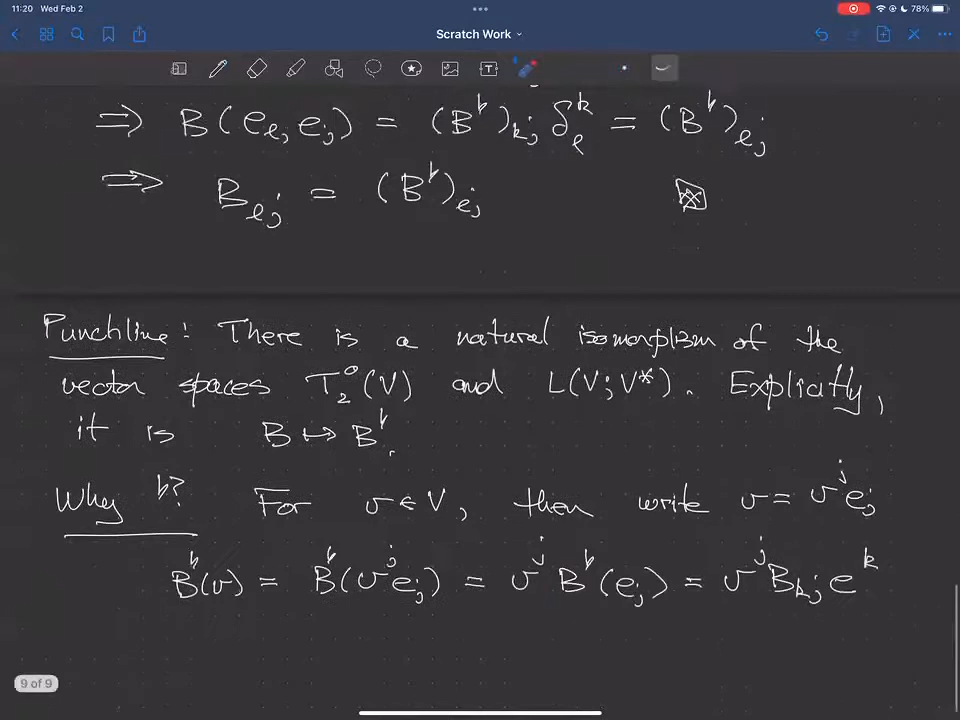 11:20 Wed Feb 2
78%
Scratch Work
⟹ B(e_ℓ, e_j) = (B^♭)_{kj} δ^k_ℓ = (B^♭)_{ℓj}
⟹ B_{ℓj} = (B^♭)_{ℓj}
Punchline: There is a natural isomorphism of the
vector spaces T^0_2(V) and L(V; V*). Explicitly,
it is B ↦ B^♭.
Why ♭? For v ∈ V, then write v = v^j e_j
B^♭(v) = B^♭(v^j e_j) = v^j B^♭(e_j) = v^j B_{kj} e^k
9 of 9